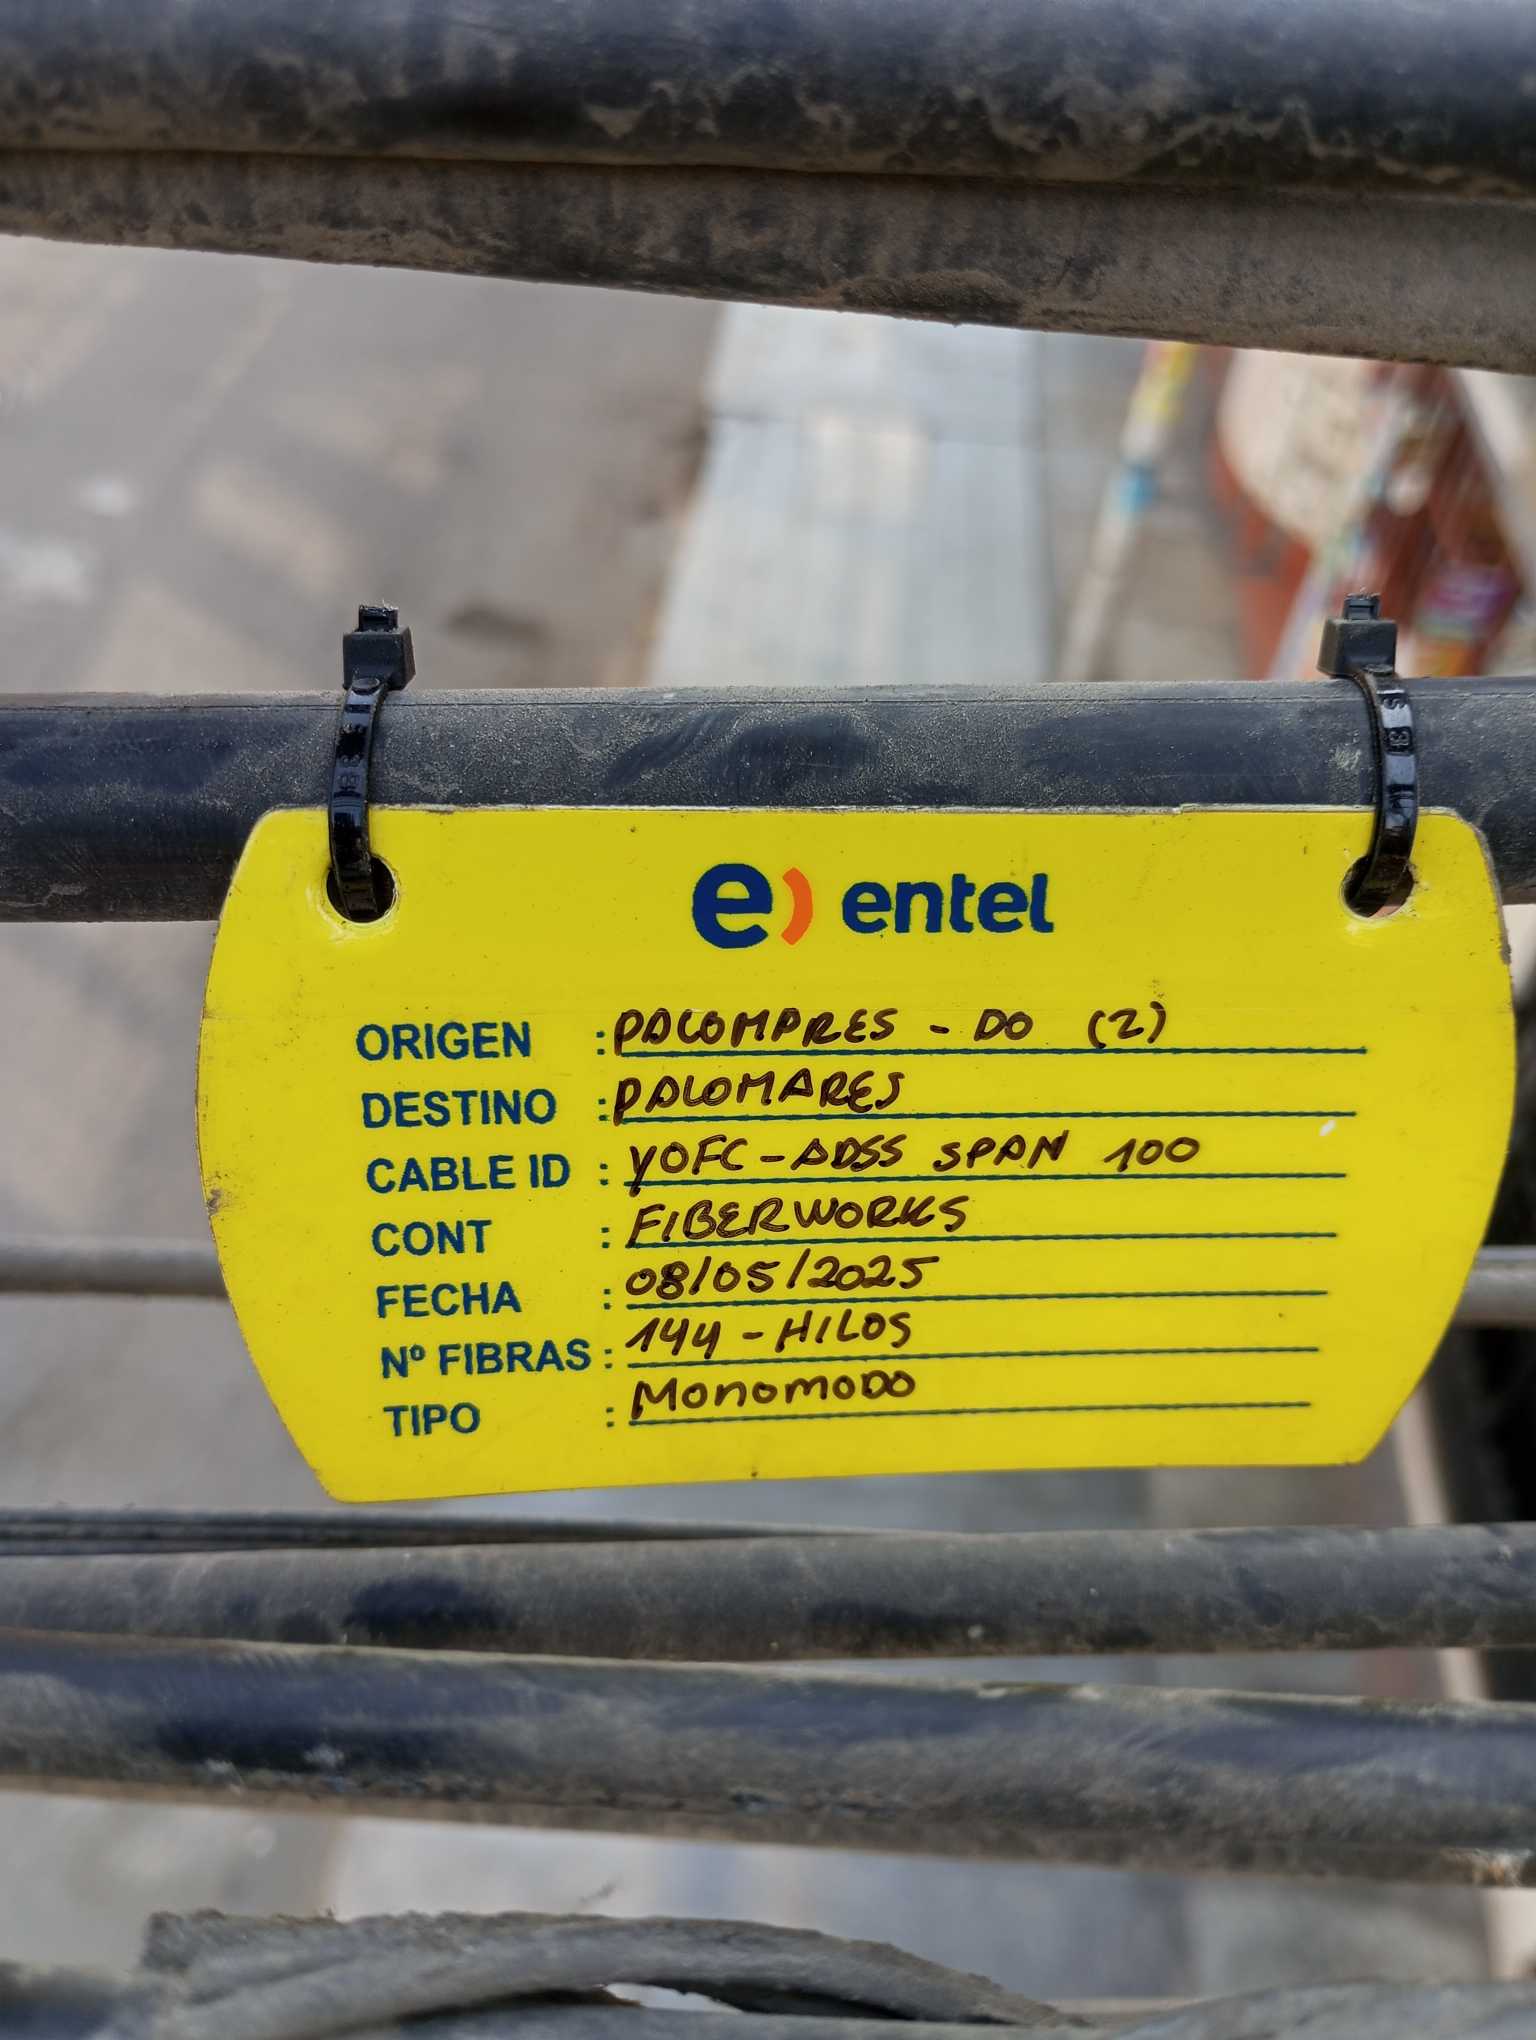 e) entel
ORIGEN : PALOMPRES - DO (2)
DESTINO : PALOMARES
CABLE ID : YOFC - ADSS SPAN 100
CONT : FIBERWORKS
FECHA : 08/05/2025
Nº FIBRAS : 144 - HILOS
TIPO : MONOMODO